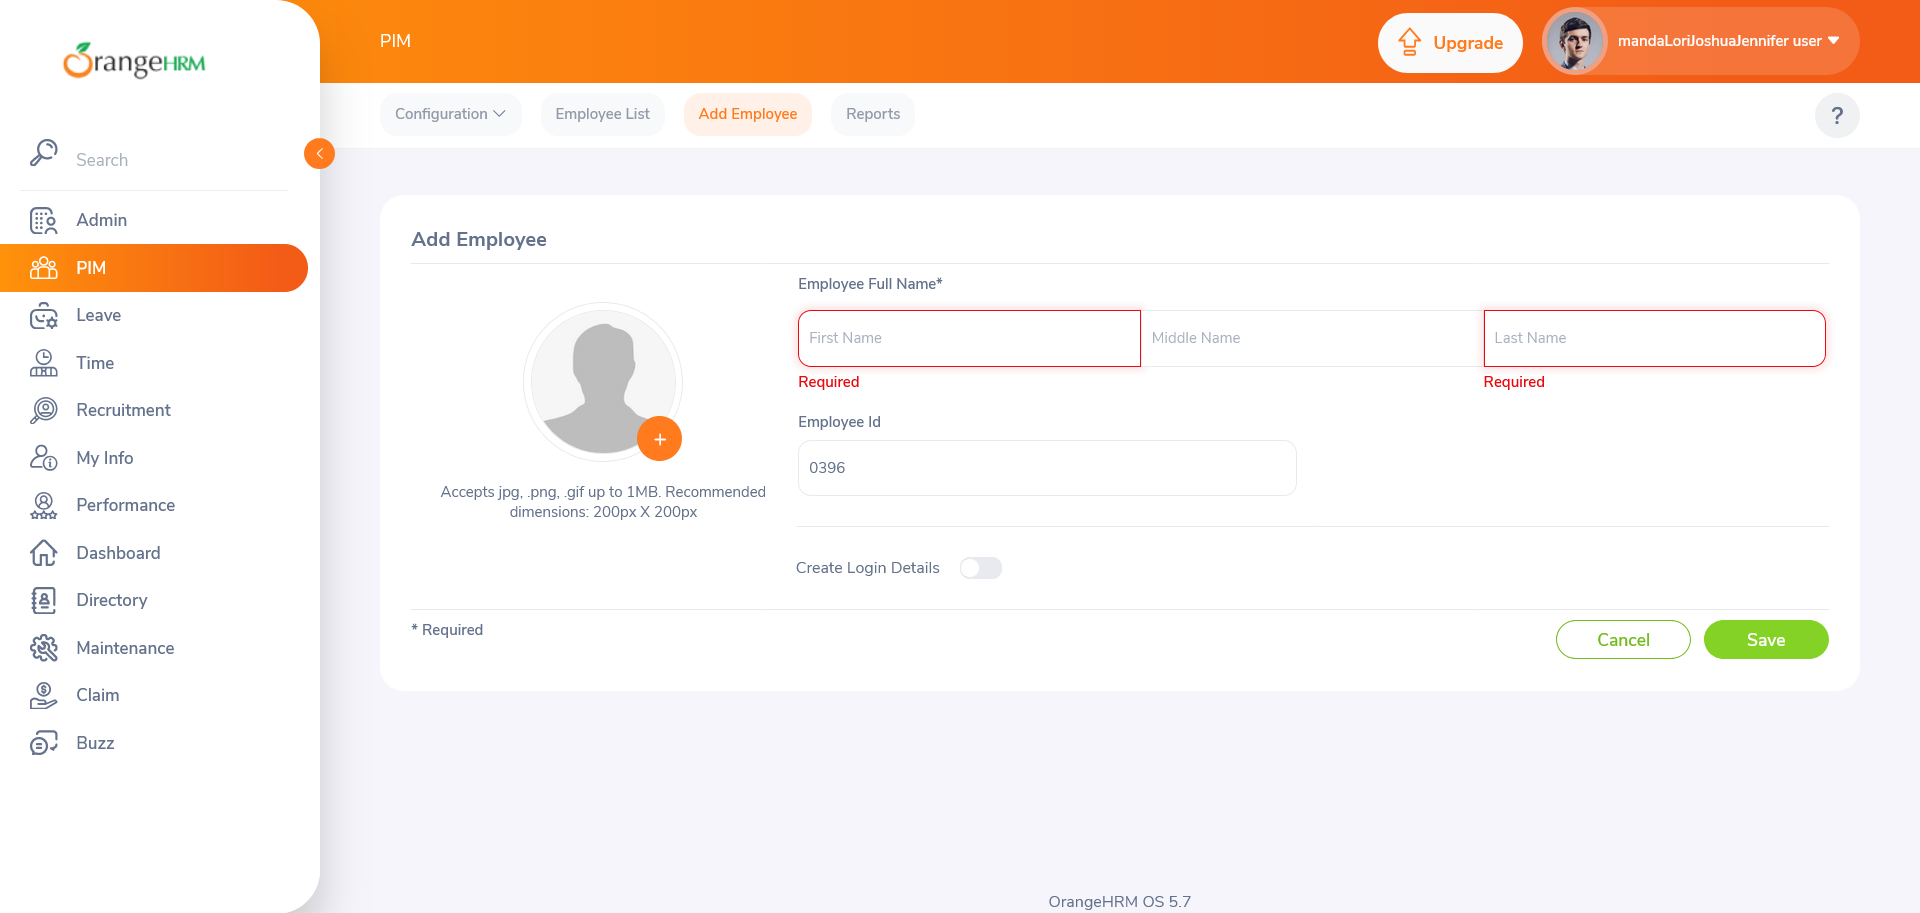 OrangeHRM
Search
Admin
PIM
Leave
Time
Recruitment
My Info
Performance
Dashboard
Directory
Maintenance
Claim
Buzz
PIM
Upgrade
mandaLoriJoshuaJennifer user
Configuration
Employee List
Add Employee
Reports
?
Add Employee
Accepts jpg, .png, .gif up to 1MB. Recommended
dimensions: 200px X 200px
Employee Full Name*
First Name
Middle Name
Last Name
Required
Required
Employee Id
0396
Create Login Details
* Required
Cancel
Save
OrangeHRM OS 5.7